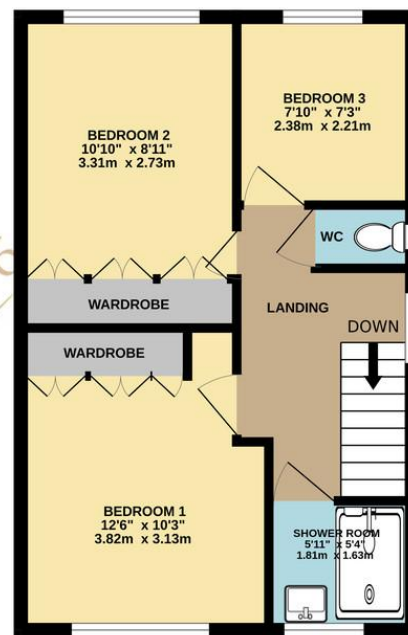 BEDROOM 2
10'10" x 8'11"
3.31m x 2.73m
BEDROOM 3
7'10" x 7'3"
2.38m x 2.21m
WC
WARDROBE
LANDING
DOWN
WARDROBE
BEDROOM 1
12'6" x 10'3"
3.82m x 3.13m
SHOWER ROOM
5'11" x 5'4"
1.81m x 1.63m